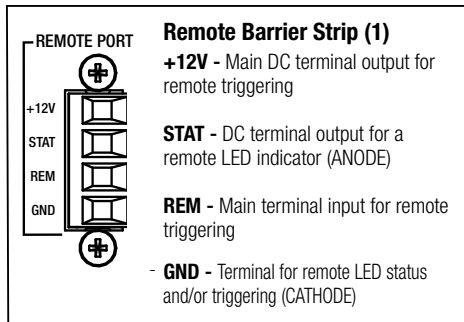 REMOTE PORT
+12V
STAT
REM
GND
Remote Barrier Strip (1)
+12V - Main DC terminal output for
remote triggering
STAT - DC terminal output for a
remote LED indicator (ANODE)
REM - Main terminal input for remote
triggering
- GND - Terminal for remote LED status
and/or triggering (CATHODE)